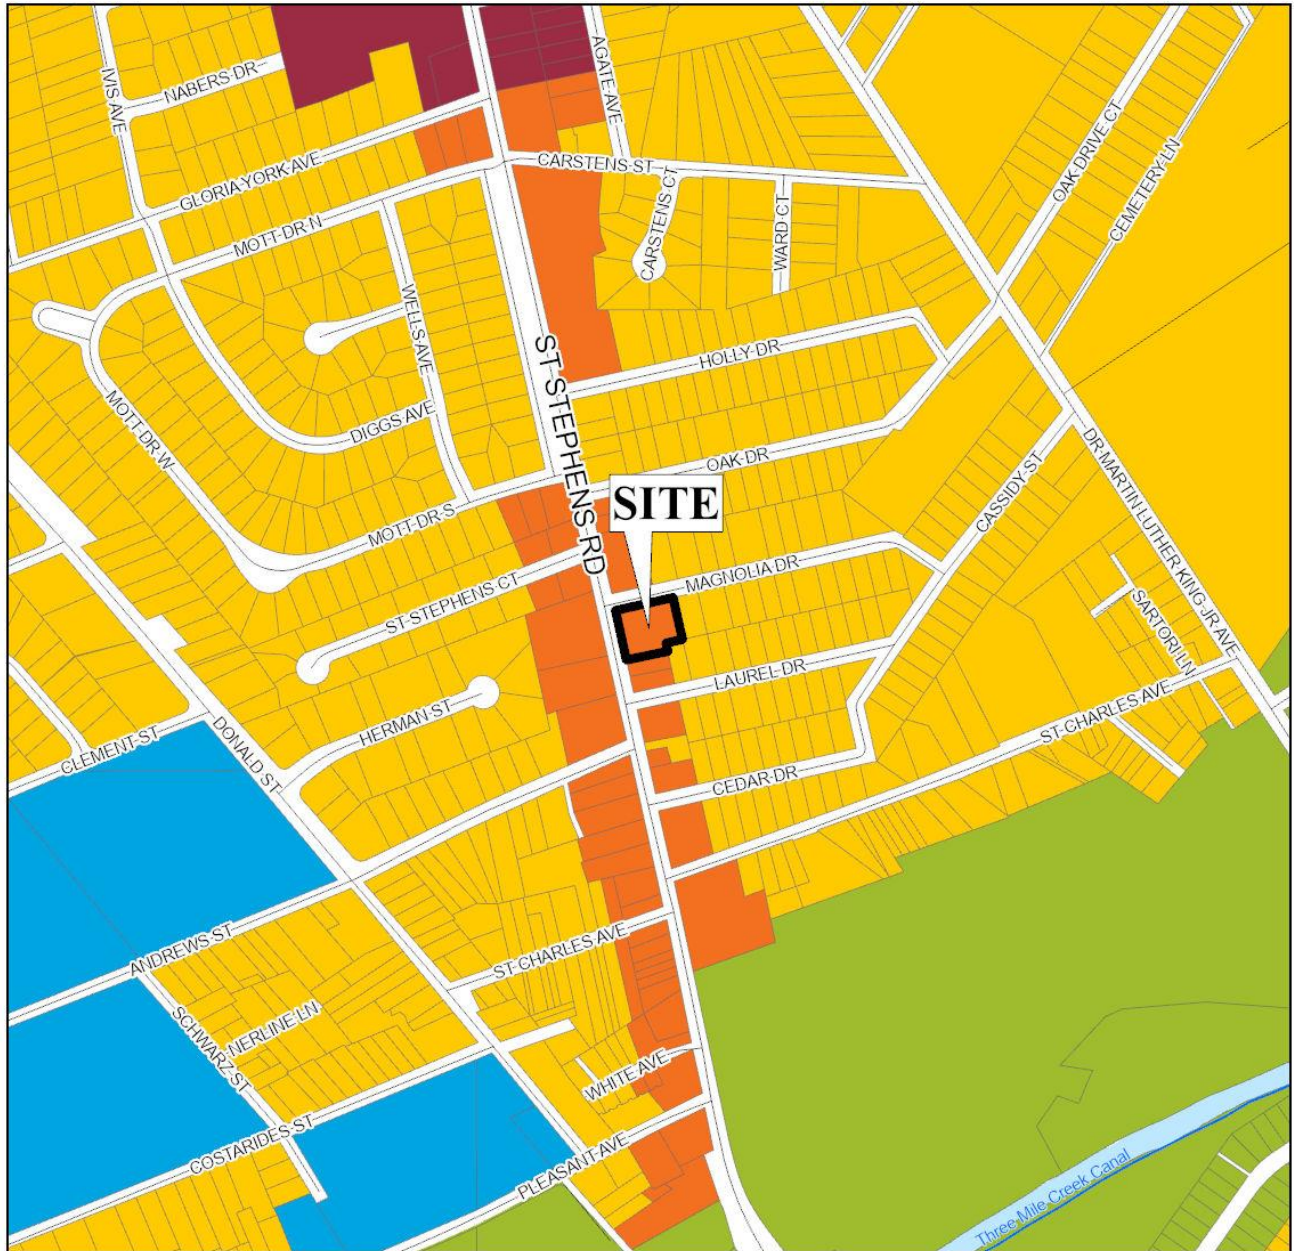 AGATE AVE
IVIS AVE
NABERS DR
OAK DRIVE CT
CEMETERY LN
GLORIA YORK AVE
CARSTENS ST
CARSTENS CT
WARD CT
MOTT DR N
WELLS AVE
HOLLY DR
ST STEPHENS RD
MOTT DR W
DIGGS AVE
OAK DR
SITE
MOTT DR S
CASSIDY ST
DR MARTIN LUTHER KING JR AVE
MAGNOLIA DR
ST STEPHENS CT
SARTORI LN
LAUREL DR
HERMAN ST
ST CHARLES AVE
CLEMENT ST
DONALD ST
CEDAR DR
ANDREWS ST
ST CHARLES AVE
SCHWARZ ST
NERLINE LN
WHITE AVE
COSTARIDES ST
PLEASANT AVE
Three Mile Creek Canal